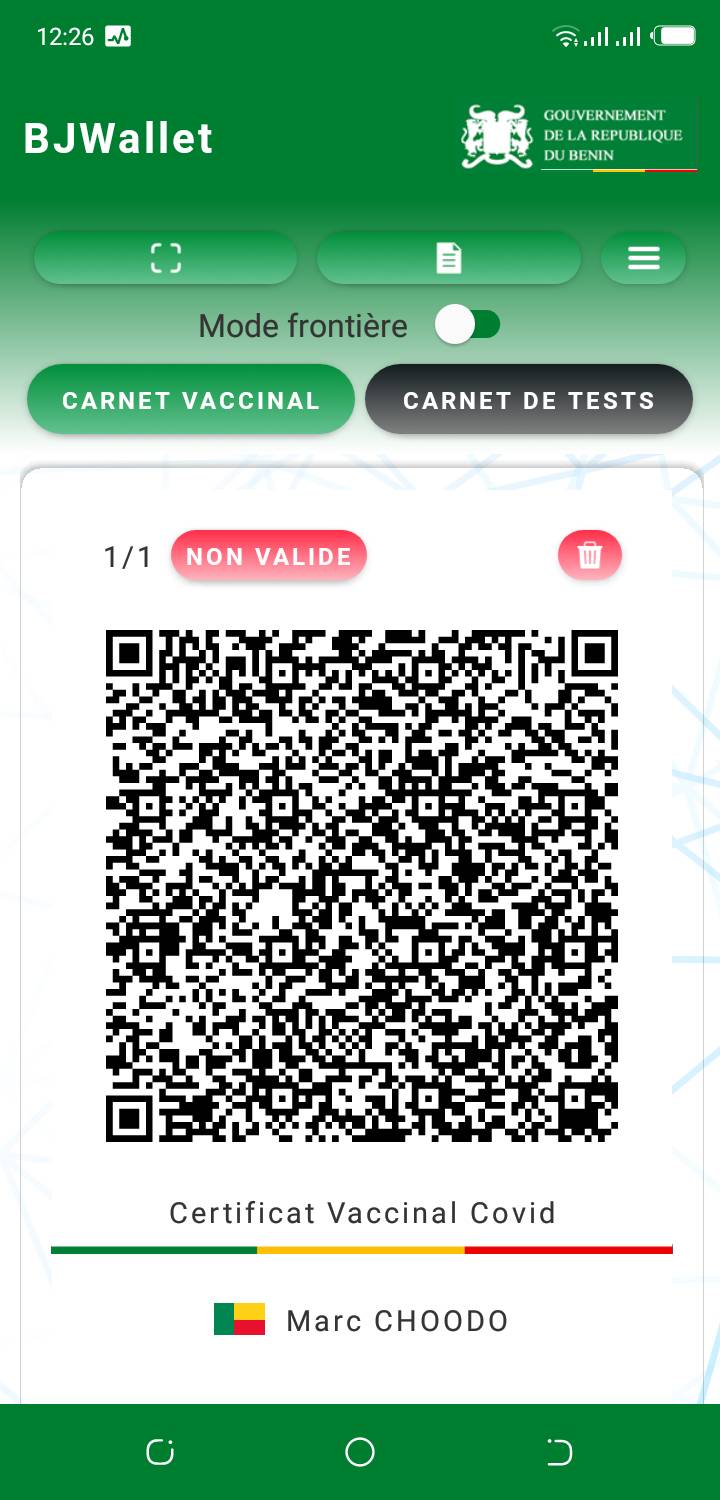 12:26
BJWallet
GOUVERNEMENT
DE LA REPUBLIQUE
DU BENIN
Mode frontière
CARNET VACCINAL
CARNET DE TESTS
1/1
NON VALIDE
Certificat Vaccinal Covid
Marc CHOODO